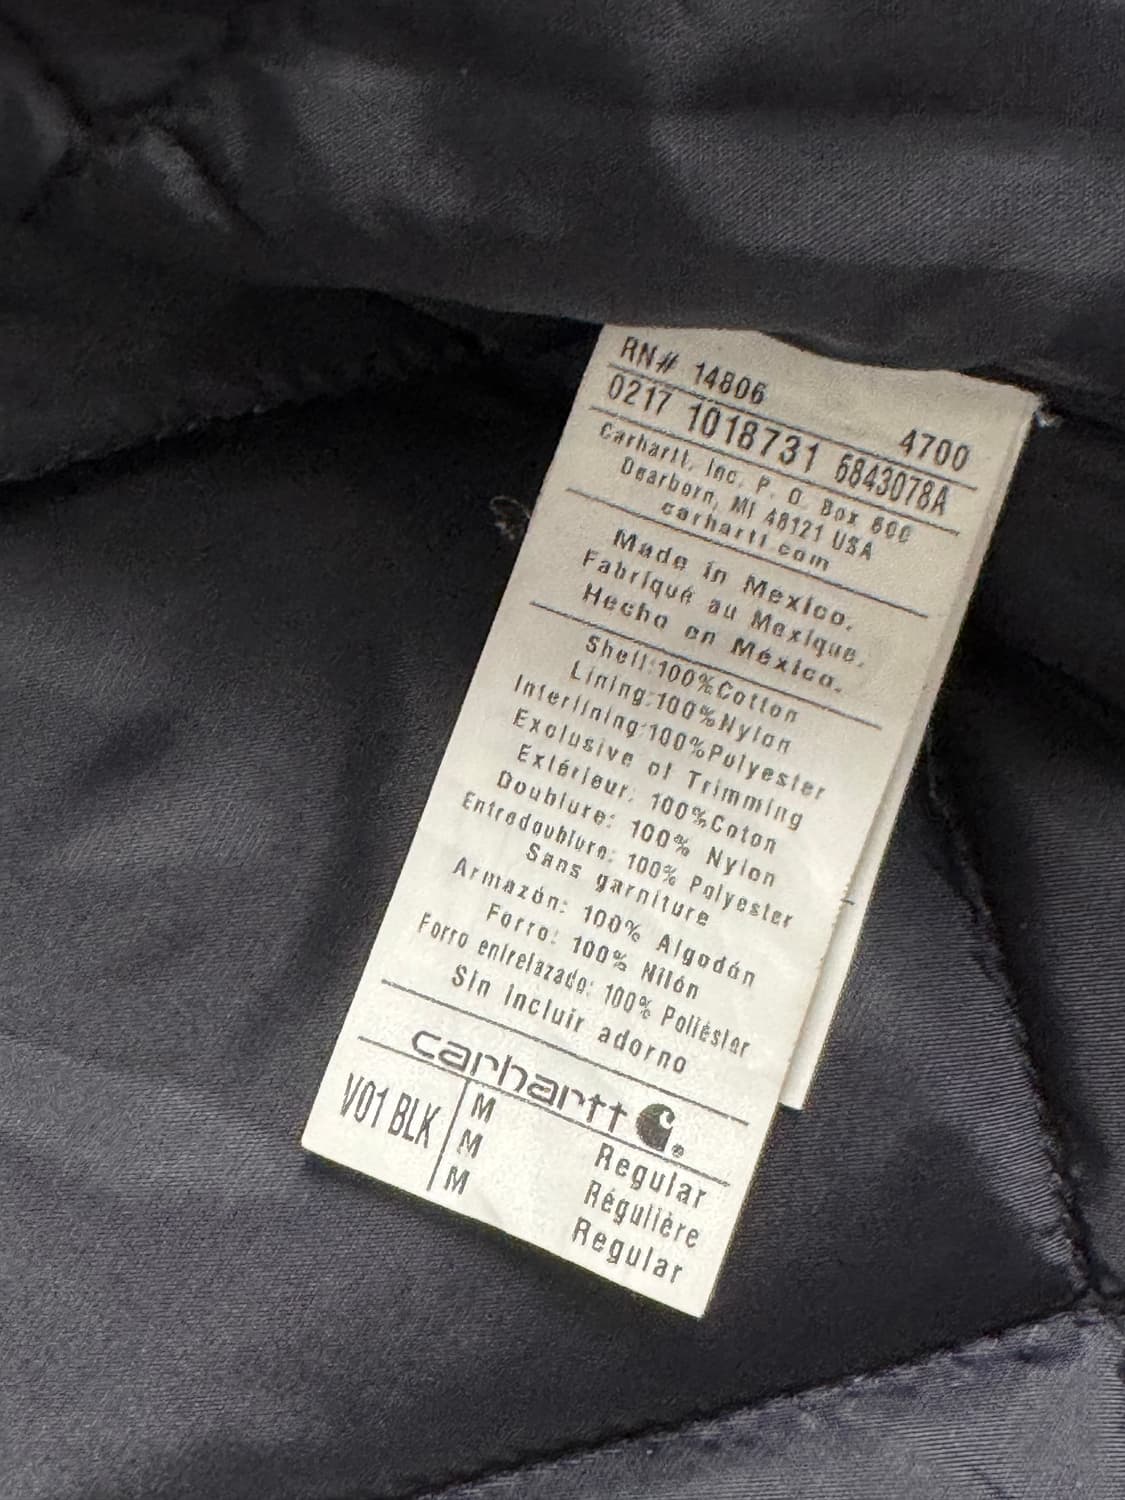 RN# 14806 4700
0217 1018731 6843078A
Carhartt, Inc. P. O. Box 600
Dearborn, MI 48121 USA
carhartt.com
Made in Mexico.
Fabriqué au Mexique.
Hecho en México.
Shell:100%Cotton
Lining:100%Nylon
Interlining:100%Polyester
Exclusive of Trimming
Extérieur: 100%Coton
Doublure: 100% Nylon
Entredoublure: 100% Polyester
Sans garniture
Armazón: 100% Algodón
Forro: 100% Nilón
Forro entrelazado: 100% Poliéster
Sin incluir adorno
carhartt
V01 BLK M Regular
M Régulière
M Regular